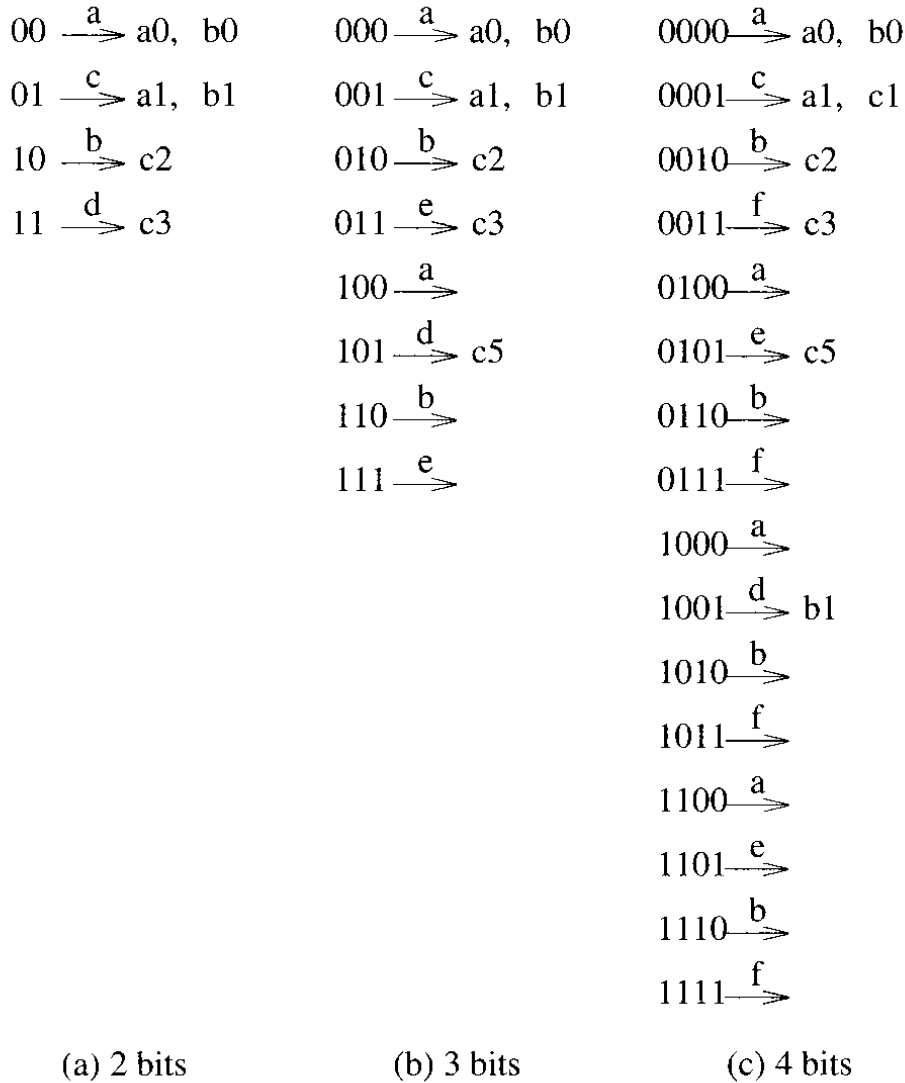 a a a
00 → a0, b0 000 → a0, b0 0000 → a0, b0
c c c
01 → a1, b1 001 → a1, b1 0001 → a1, c1
b b b
10 → c2 010 → c2 0010 → c2
d e f
11 → c3 011 → c3 0011 → c3
a a
100 → 0100 →
d e
101 → c5 0101 → c5
b b
110 → 0110 →
e f
111 → 0111 →
a
1000 →
d
1001 → b1
b
1010 →
f
1011 →
a
1100 →
e
1101 →
b
1110 →
f
1111 →
(a) 2 bits (b) 3 bits (c) 4 bits